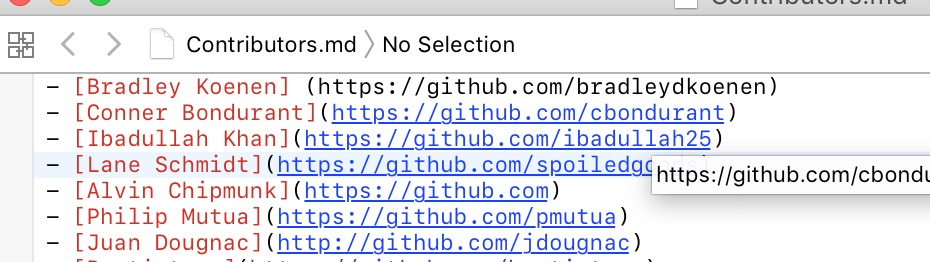 Contributors.md
Contributors.md No Selection
- [Bradley Koenen] (https://github.com/bradleydkoenen)
- [Conner Bondurant](https://github.com/cbondurant)
- [Ibadullah Khan](https://github.com/ibadullah25)
- [Lane Schmidt](https://github.com/spoiledg
https://github.com/cbondu
- [Alvin Chipmunk](https://github.com)
- [Philip Mutua](https://github.com/pmutua)
- [Juan Dougnac](http://github.com/jdougnac)